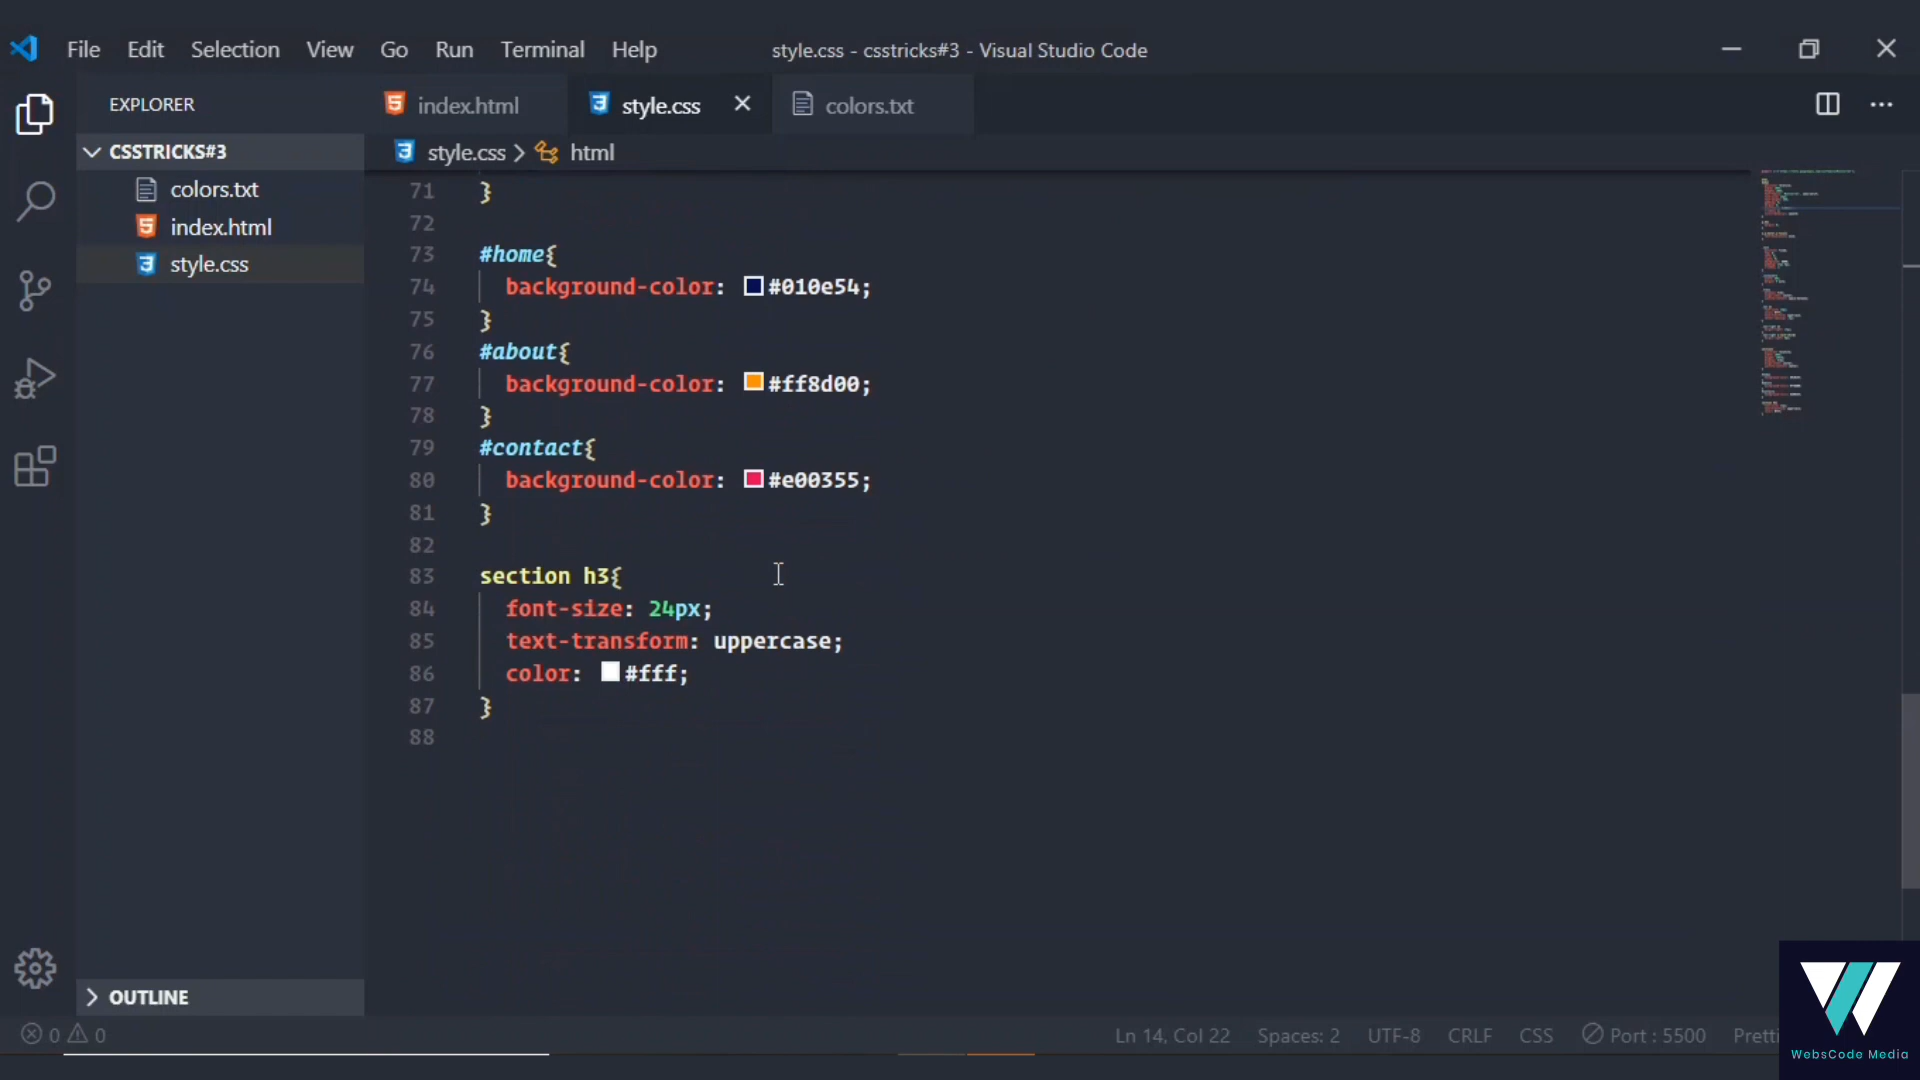 File Edit Selection View Go Run Terminal Help style.css - csstricks#3 - Visual Studio Code
EXPLORER
CSSTRICKS#3
colors.txt
index.html
style.css
OUTLINE
index.html style.css colors.txt
style.css > html
71 }
72
73 #home{
74 background-color: #010e54;
75 }
76 #about{
77 background-color: #ff8d00;
78 }
79 #contact{
80 background-color: #e00355;
81 }
82
83 section h3{
84 font-size: 24px;
85 text-transform: uppercase;
86 color: #fff;
87 }
88
0 0 Ln 14, Col 22 Spaces: 2 UTF-8 CRLF CSS Port : 5500 Pretti
WebsCode Media